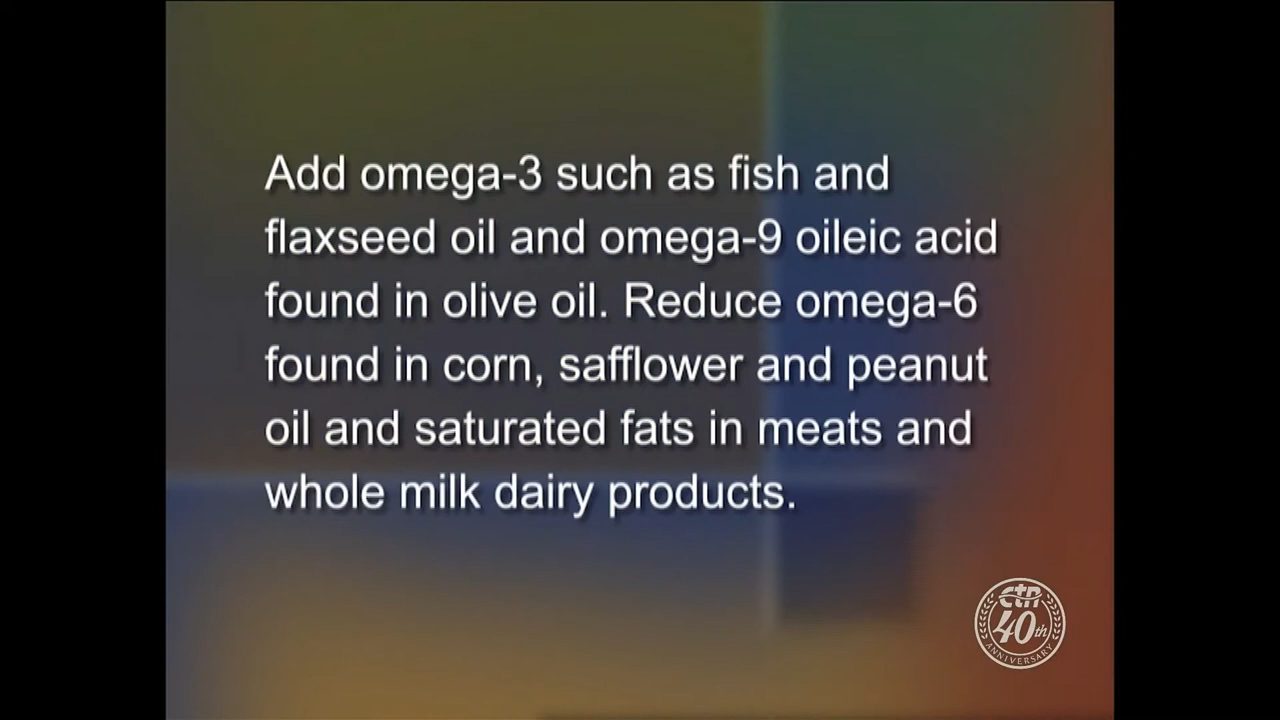 Add omega-3 such as fish and
flaxseed oil and omega-9 oileic acid
found in olive oil. Reduce omega-6
found in corn, safflower and peanut
oil and saturated fats in meats and
whole milk dairy products.
ctn
40th
ANNIVERSARY